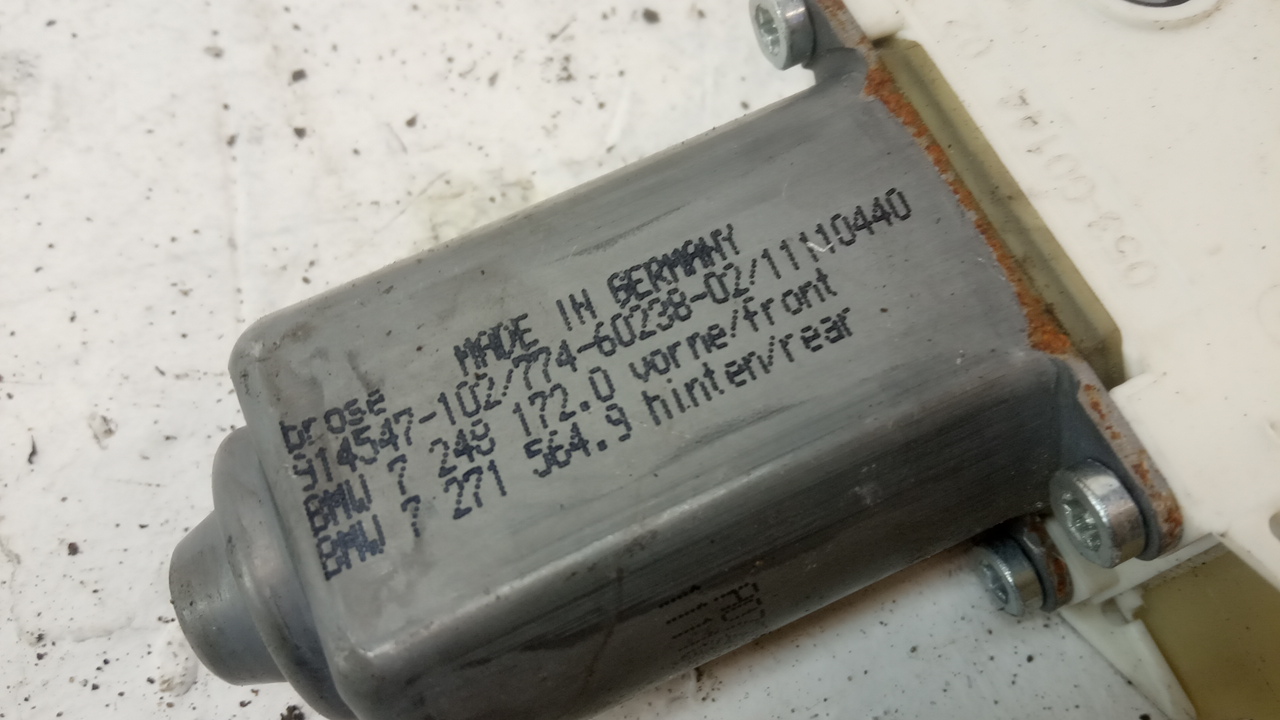 MADE IN GERMANY
brose
914547-102/774-60238-02/11N10440
BMW 7 248 172.0 vorne/front
BMW 7 271 564.9 hinten/rear